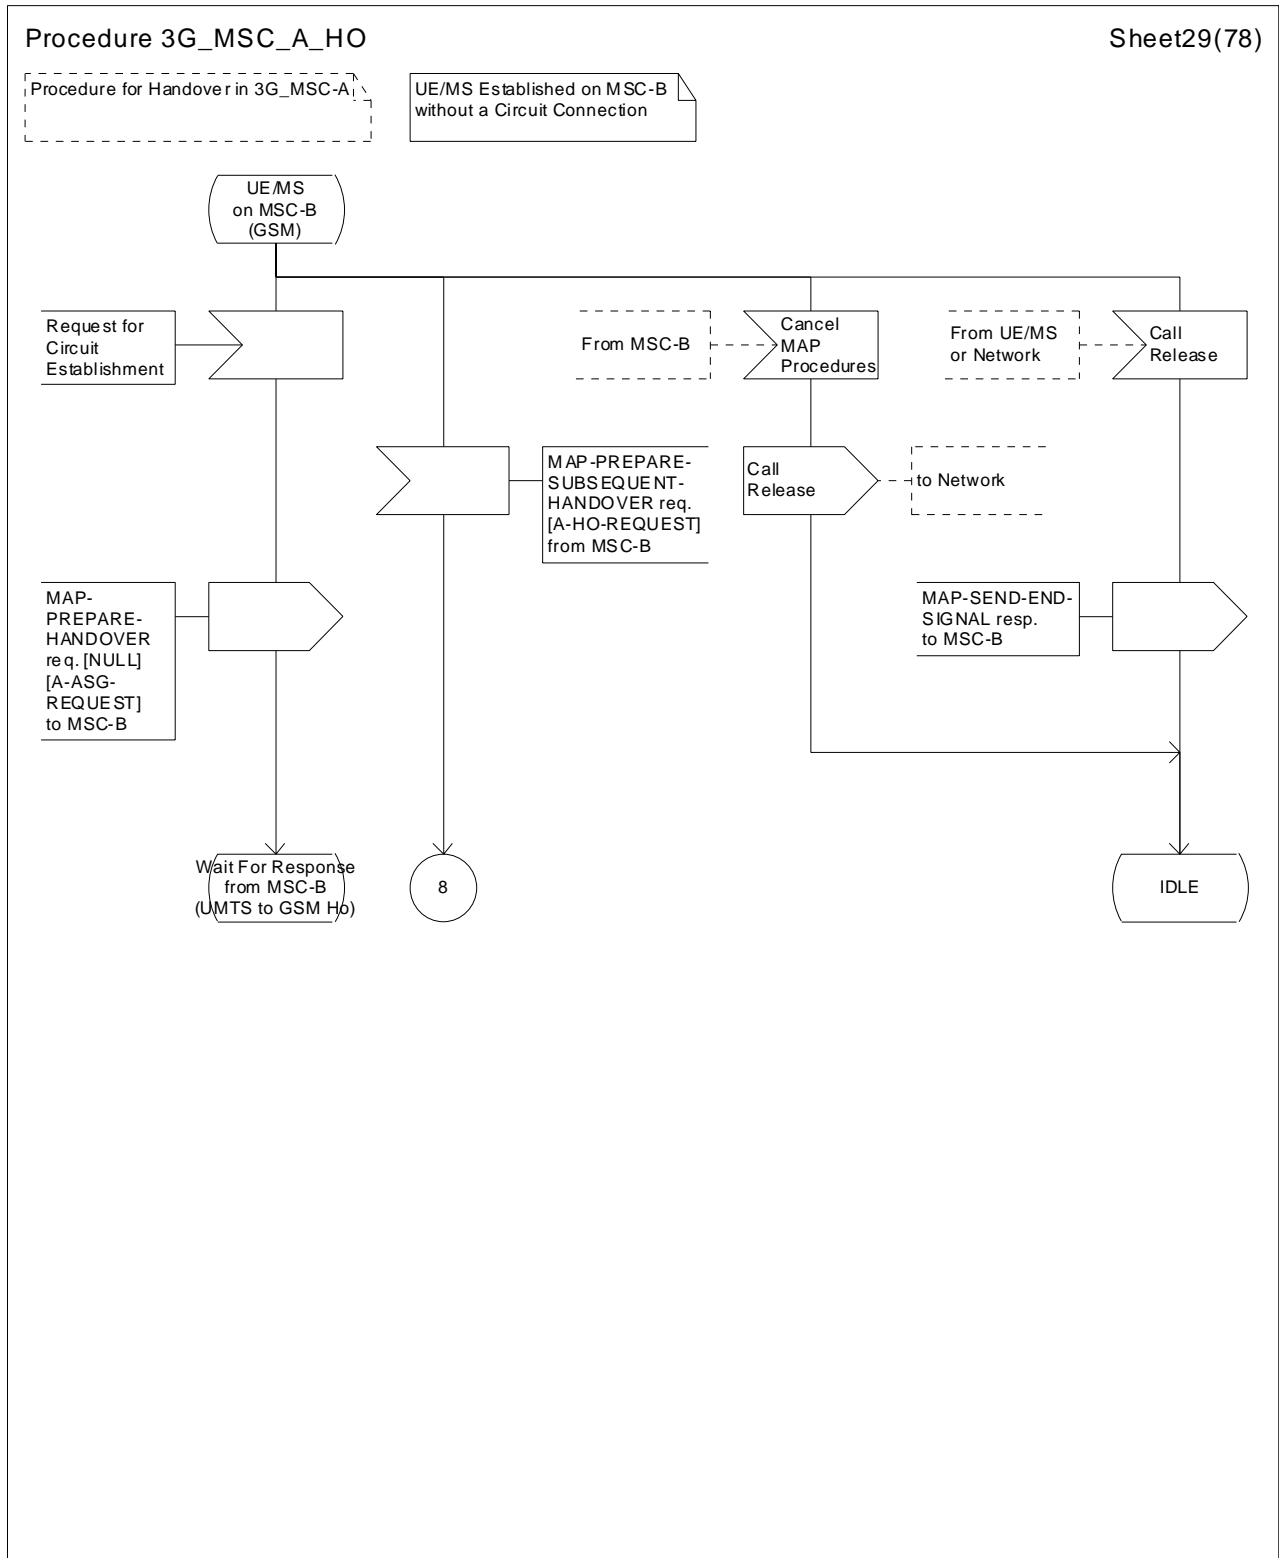 Procedure 3G_MSC_A_HO
Sheet29(78)
Procedure for Handover in 3G_MSC-A
UE/MS Established on MSC-B
without a Circuit Connection
UE/MS
on MSC-B
(GSM)
Request for
Circuit
Establishment
From MSC-B
Cancel
MAP
Procedures
From UE/MS
or Network
Call
Release
MAP-PREPARE-
SUBSEQUENT-
HANDOVER req.
[A-HO-REQUEST]
from MSC-B
Call
Release
to Network
MAP-
PREPARE-
HANDOVER
req. [NULL]
[A-ASG-
REQUEST]
to MSC-B
MAP-SEND-END-
SIGNAL resp.
to MSC-B
Wait For Response
from MSC-B
(UMTS to GSM Ho)
8
IDLE